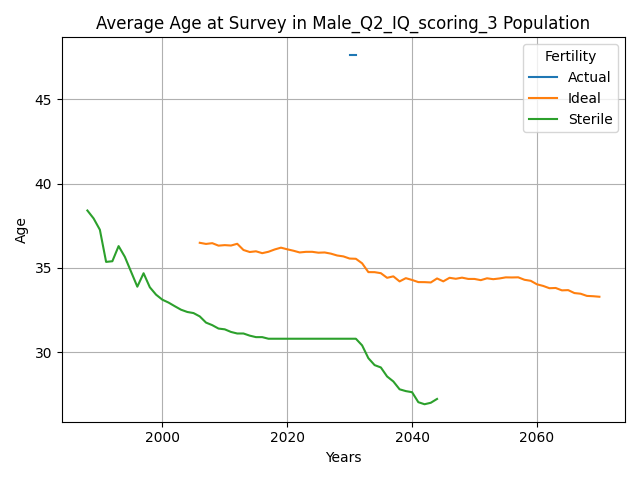 Average Age at Survey in Male_Q2_IQ_scoring_3 Population
Fertility
Actual
Ideal
Sterile
Age
45
40
35
30
2000
2020
2040
2060
Years